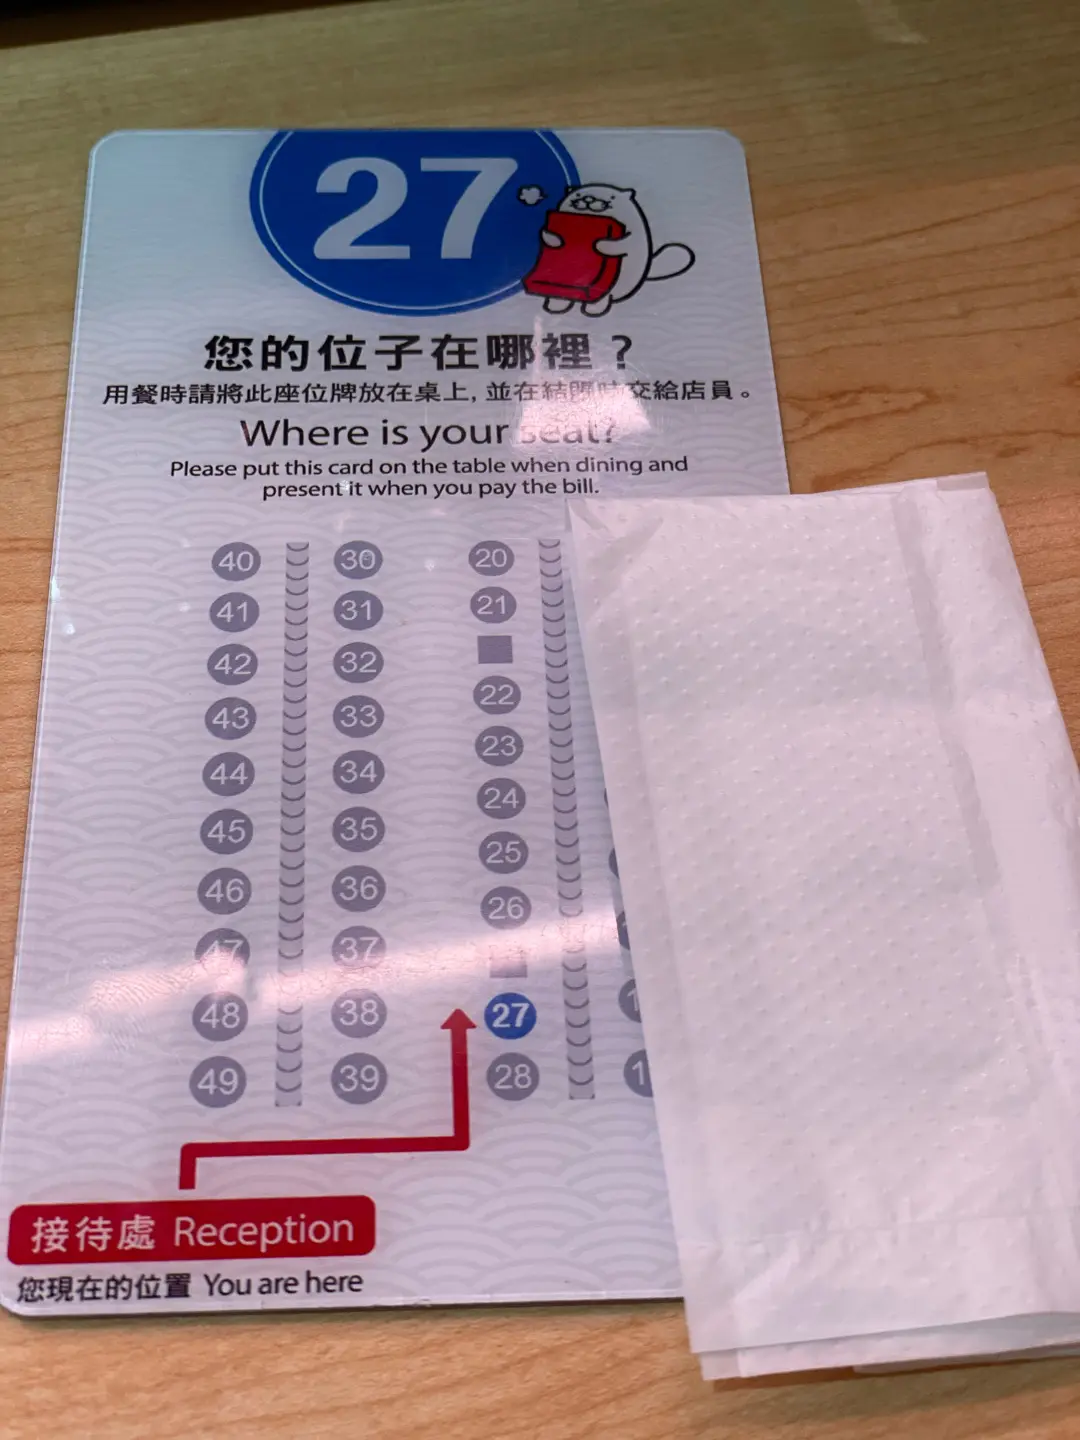 27
您的位子在哪裡？
用餐時請將此座位牌放在桌上, 並在結 交給店員。
Where is your seat?
Please put this card on the table when dining and
present it when you pay the bill.
40 30 20
41 31 21
42 32 22
43 33 23
44 34 24
45 35 25
46 36 26
47 37
48 38 27
49 39 28
接待處 Reception
您現在的位置 You are here